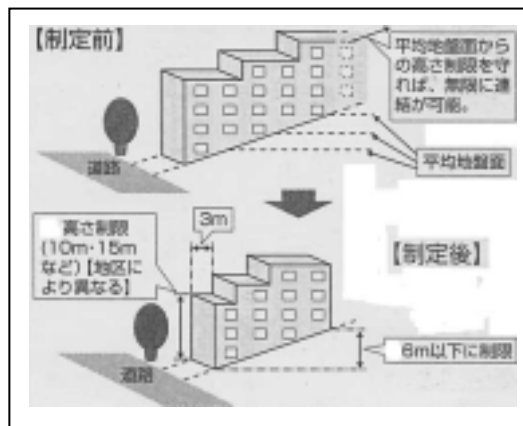 【制定前】
平均地盤面から
の高さ制限を守
れば、無限に連
結が可能。
道路
平均地盤面
3m
高さ制限
(10m・15m
など)【地区に
より異なる】
【制定後】
道路
6m以下に制限